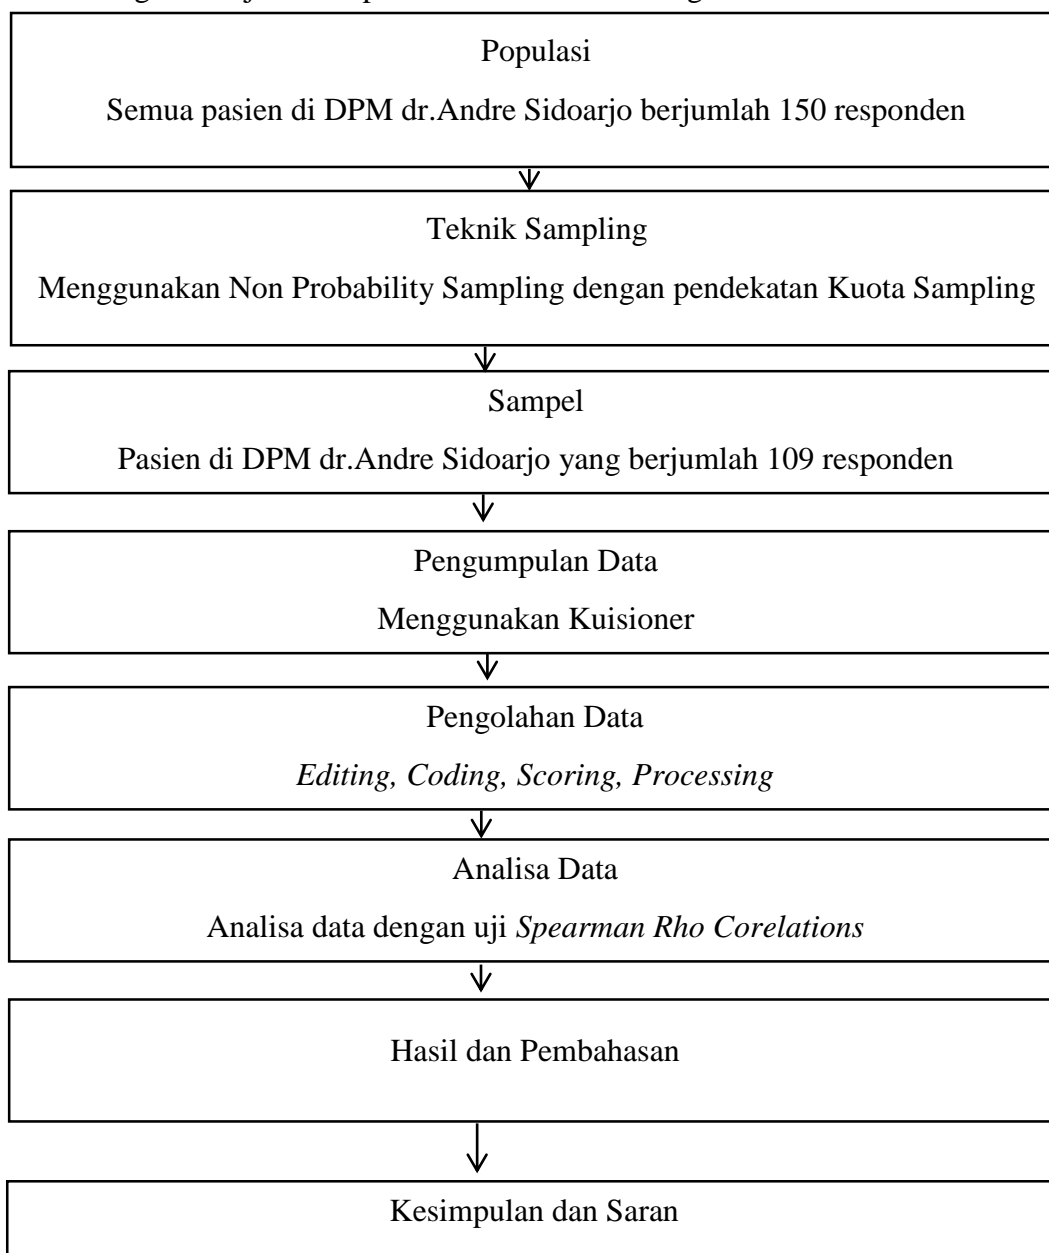 Populasi
Semua pasien di DPM dr.Andre Sidoarjo berjumlah 150 responden
Teknik Sampling
Menggunakan Non Probability Sampling dengan pendekatan Kuota Sampling
Sampel
Pasien di DPM dr.Andre Sidoarjo yang berjumlah 109 responden
Pengumpulan Data
Menggunakan Kuisioner
Pengolahan Data
Editing, Coding, Scoring, Processing
Analisa Data
Analisa data dengan uji Spearman Rho Corelations
Hasil dan Pembahasan
Kesimpulan dan Saran